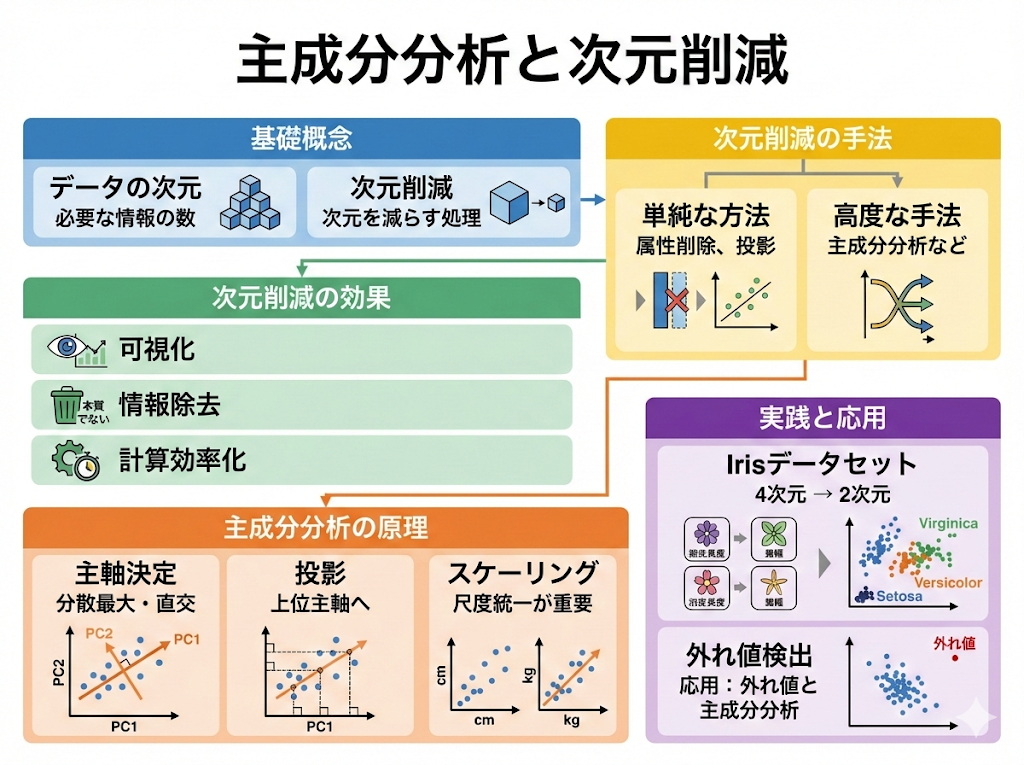 主成分分析と次元削減
基礎概念
データの次元
必要な情報の数
次元削減
次元を減らす処理
次元削減の手法
単純な方法
属性削除、投影
高度な手法
主成分分析など
次元削減の効果
可視化
本質
でない
情報除去
計算効率化
主成分分析の原理
主軸決定
分散最大・直交
PC2
PC1
PC2
PC1
投影
上位主軸へ
PC1
スケーリング
尺度統一が重要
cm
cm
kg
kg
実践と応用
Irisデータセット
4次元 → 2次元
Virginica
Versicolor
Setosa
外れ値検出
応用：外れ値と
主成分分析
外れ値